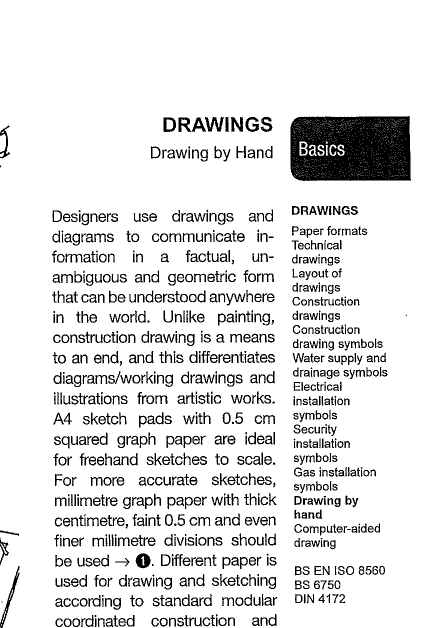 DRAWINGS
Drawing by Hand
Basics
Designers use drawings and
diagrams to communicate in-
formation in a factual, un-
ambiguous and geometric form
that can be understood anywhere
in the world. Unlike painting,
construction drawing is a means
to an end, and this differentiates
diagrams/working drawings and
illustrations from artistic works.
A4 sketch pads with 0.5 cm
squared graph paper are ideal
for freehand sketches to scale.
For more accurate sketches,
millimetre graph paper with thick
centimetre, faint 0.5 cm and even
finer millimetre divisions should
be used → ❶. Different paper is
used for drawing and sketching
according to standard modular
coordinated construction and
DRAWINGS
Paper formats
Technical
drawings
Layout of
drawings
Construction
drawings
Construction
drawing symbols
Water supply and
drainage symbols
Electrical
installation
symbols
Security
installation
symbols
Gas installation
symbols
Drawing by
hand
Computer-aided
drawing
BS EN ISO 8560
BS 6750
DIN 4172